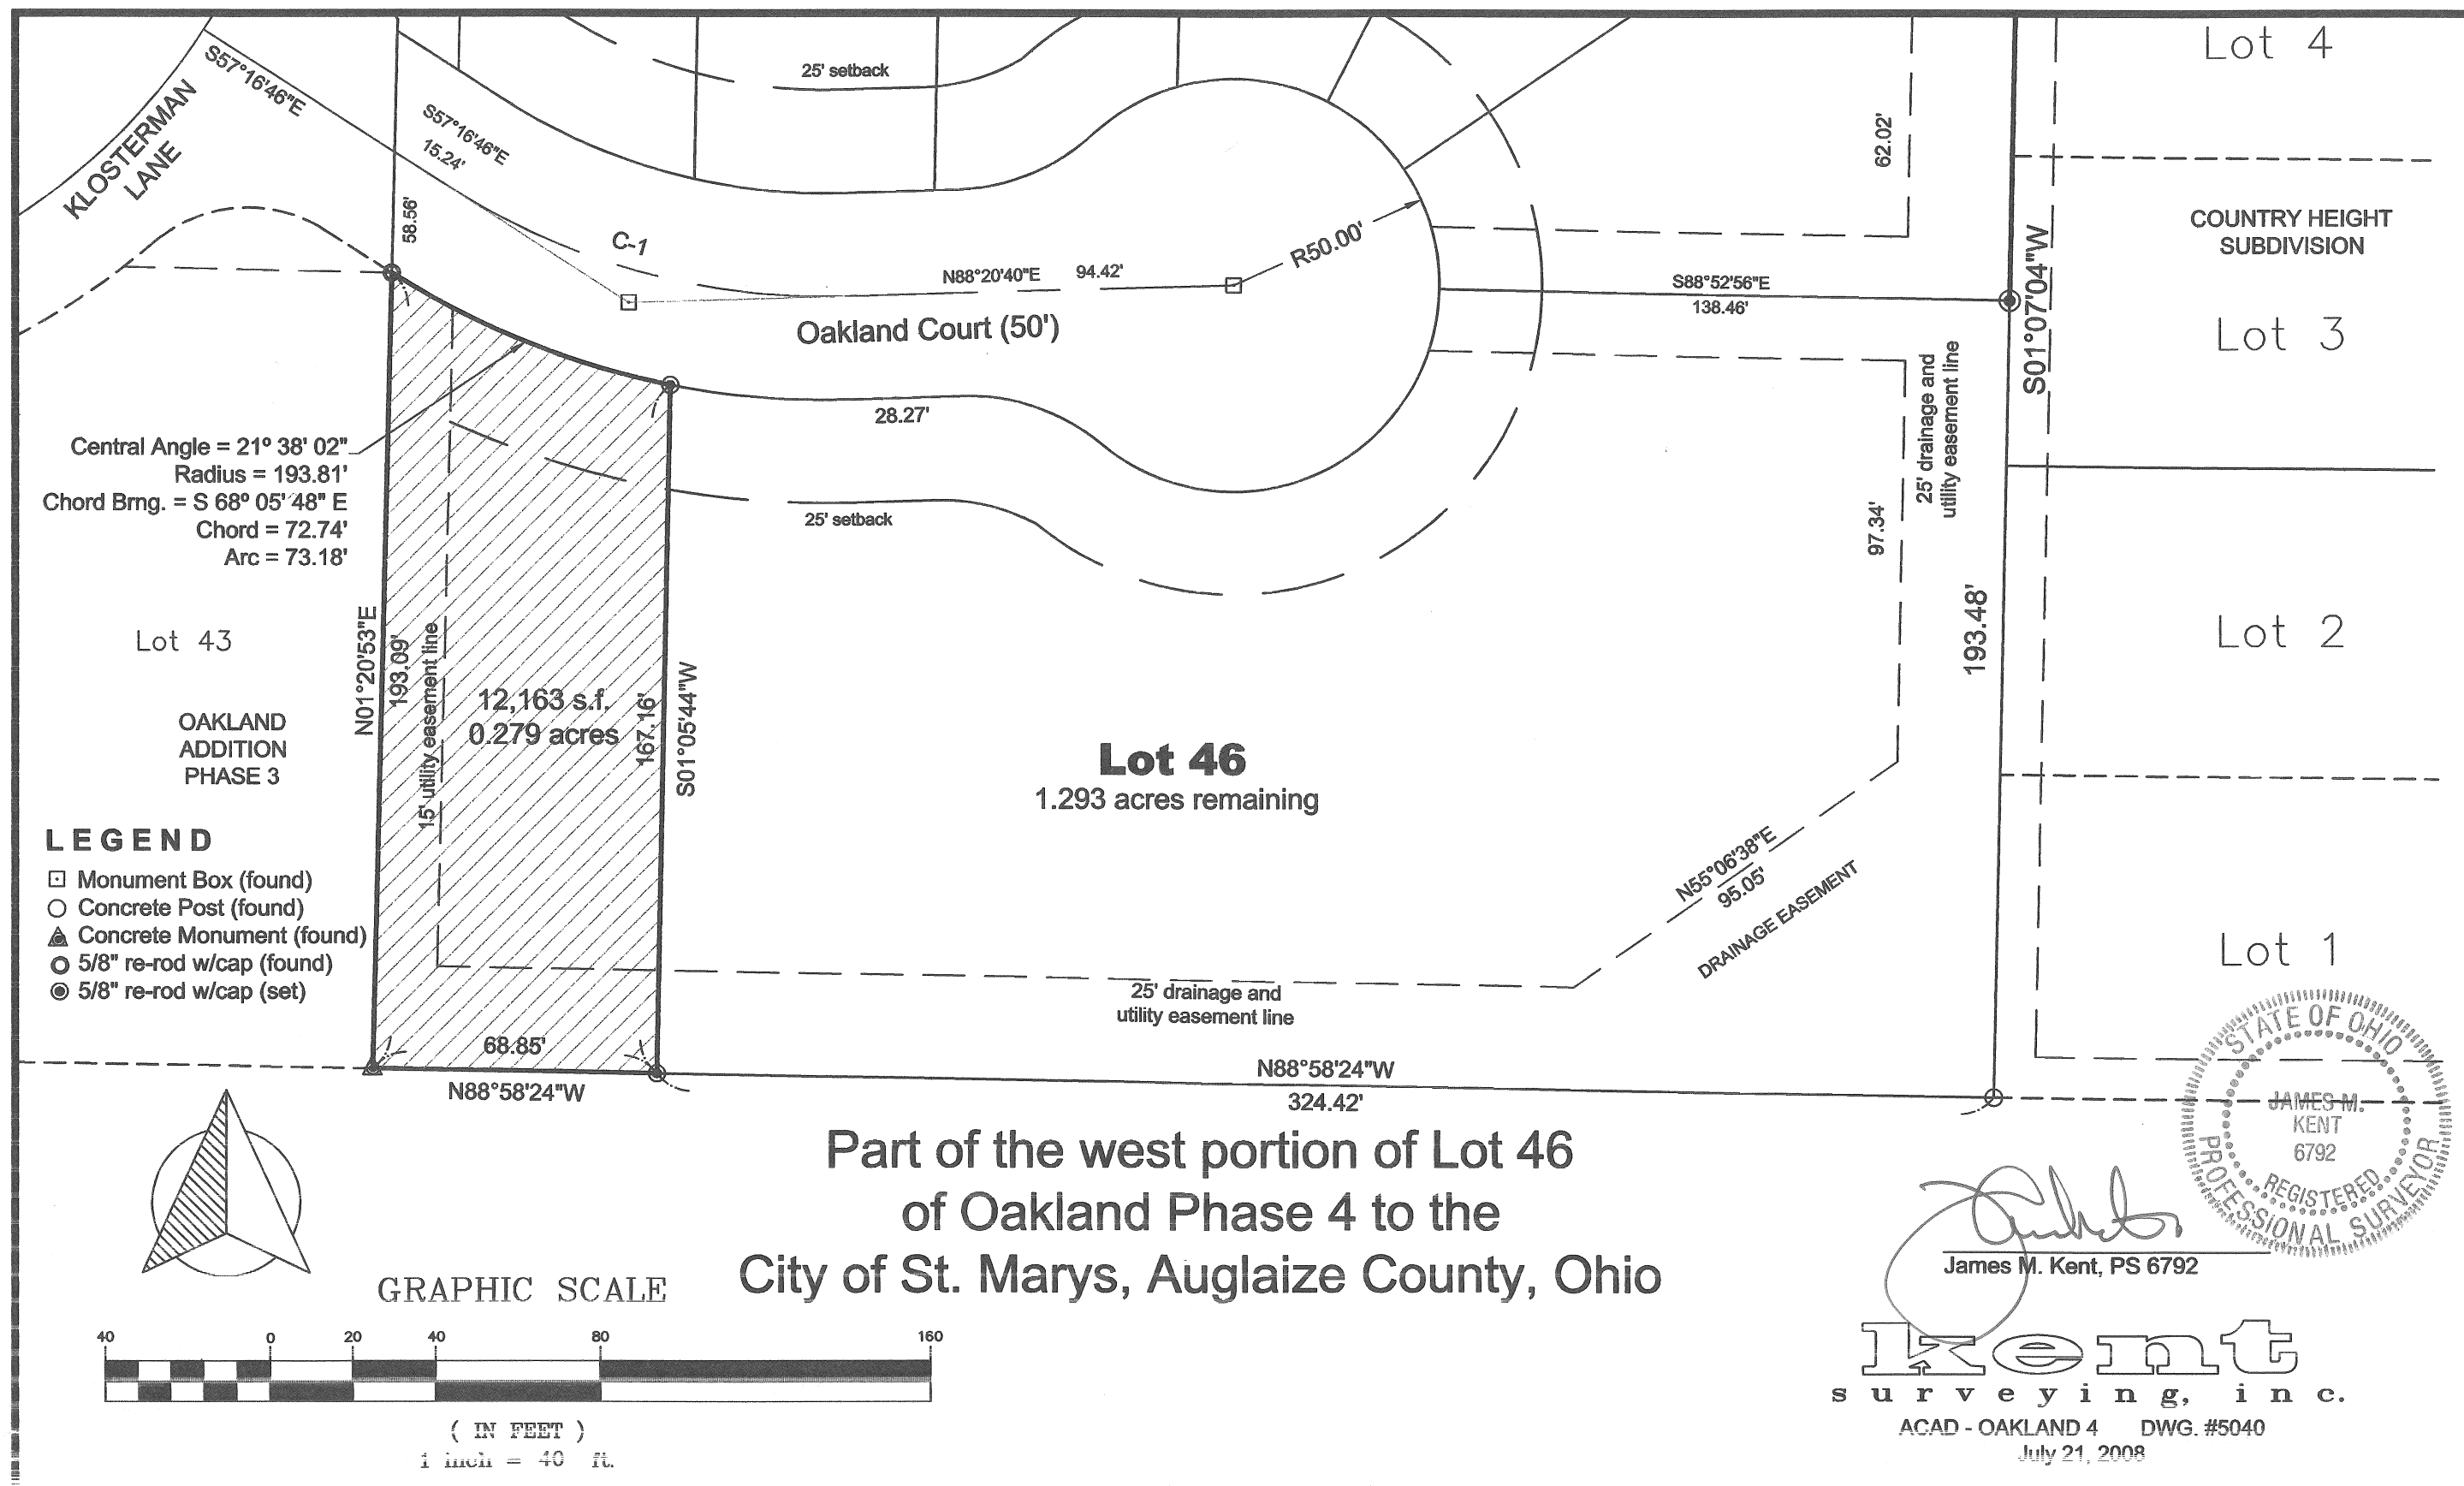 Lot 4
S57°16'46"E
25' setback
KLOSTERMAN
LANE
S57°16'46"E
15.24'
62.02'
58.56'
C-1
R50.00'
COUNTRY HEIGHT
SUBDIVISION
N88°20'40"E 94.42'
S88°52'56"E
138.46'
S01°07'04"W
Oakland Court (50')
Lot 3
28.27'
25' drainage and
utility easement line
Central Angle = 21° 38' 02"
Radius = 193.81'
Chord Brng. = S 68° 05' 48" E
Chord = 72.74'
Arc = 73.18'
25' setback
97.34'
193.48'
Lot 43
N01°20'53"E
193.09'
15' utility easement line
12,163 s.f.
0.279 acres
167.16'
S01°05'44"W
Lot 2
OAKLAND
ADDITION
PHASE 3
Lot 46
1.293 acres remaining
LEGEND
Monument Box (found)
Concrete Post (found)
Concrete Monument (found)
5/8" re-rod w/cap (found)
5/8" re-rod w/cap (set)
N55°06'38"E
95.05'
DRAINAGE EASEMENT
Lot 1
25' drainage and
utility easement line
68.85'
N88°58'24"W
N88°58'24"W
324.42'
STATE OF OHIO
JAMES M.
KENT
6792
REGISTERED
PROFESSIONAL SURVEYOR
Part of the west portion of Lot 46
of Oakland Phase 4 to the
City of St. Marys, Auglaize County, Ohio
James M. Kent, PS 6792
GRAPHIC SCALE
40 0 20 40 80 160
( IN FEET )
1 inch = 40 ft.
kent
surveying, inc.
ACAD - OAKLAND 4 DWG. #5040
July 21, 2008